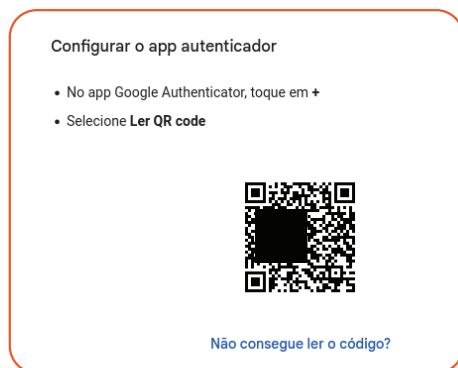 Configurar o app autenticador
• No app Google Authenticator, toque em +
• Selecione Ler QR code
Não consegue ler o código?